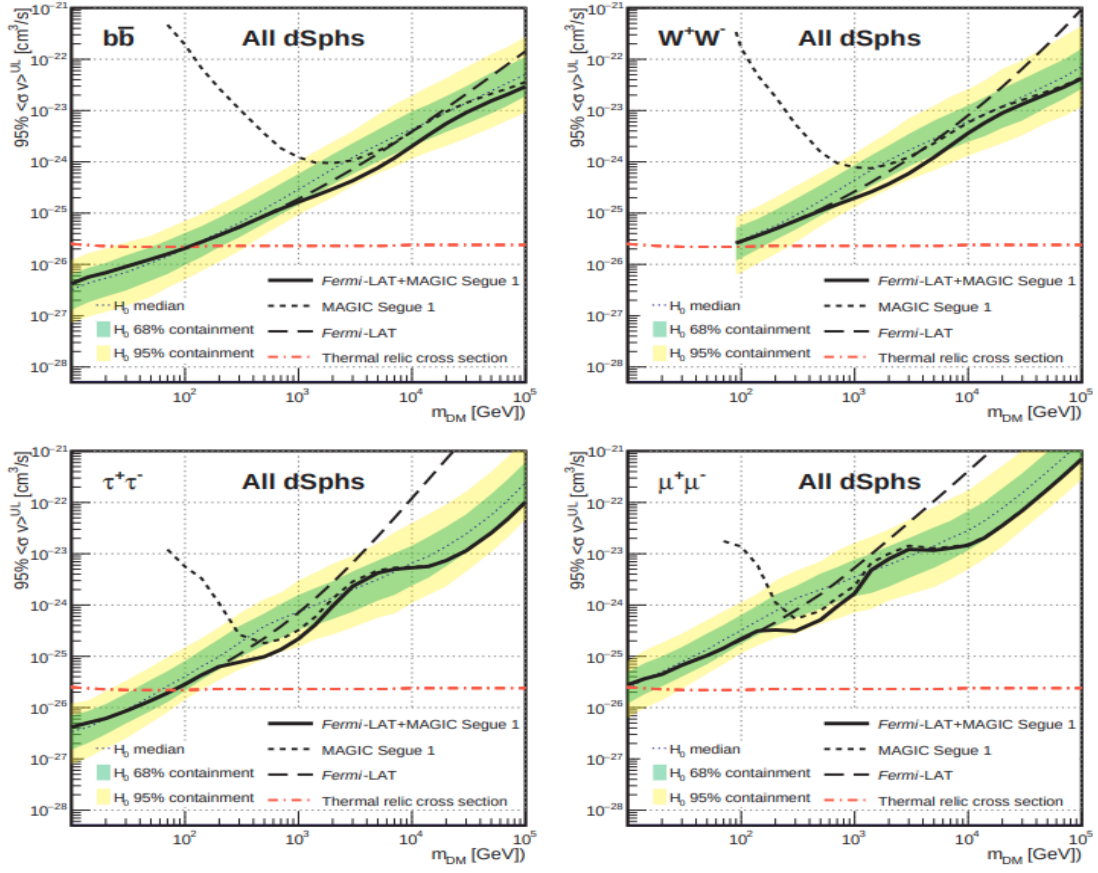 bb̅ All dSphs
95% <σ v>^UL [cm³/s]
10⁻²¹
10⁻²²
10⁻²³
10⁻²⁴
10⁻²⁵
10⁻²⁶
10⁻²⁷
10⁻²⁸
Fermi-LAT+MAGIC Segue 1
MAGIC Segue 1
Fermi-LAT
Thermal relic cross section
H₀ median
H₀ 68% containment
H₀ 95% containment
10² 10³ 10⁴ 10⁵
m_DM [GeV])
W⁺W⁻ All dSphs
95% <σ v>^UL [cm³/s]
10⁻²¹
10⁻²²
10⁻²³
10⁻²⁴
10⁻²⁵
10⁻²⁶
10⁻²⁷
10⁻²⁸
Fermi-LAT+MAGIC Segue 1
MAGIC Segue 1
Fermi-LAT
Thermal relic cross section
H₀ median
H₀ 68% containment
H₀ 95% containment
10² 10³ 10⁴ 10⁵
m_DM [GeV])
τ⁺τ⁻ All dSphs
95% <σ v>^UL [cm³/s]
10⁻²¹
10⁻²²
10⁻²³
10⁻²⁴
10⁻²⁵
10⁻²⁶
10⁻²⁷
10⁻²⁸
Fermi-LAT+MAGIC Segue 1
MAGIC Segue 1
Fermi-LAT
Thermal relic cross section
H₀ median
H₀ 68% containment
H₀ 95% containment
10² 10³ 10⁴ 10⁵
m_DM [GeV])
μ⁺μ⁻ All dSphs
95% <σ v>^UL [cm³/s]
10⁻²¹
10⁻²²
10⁻²³
10⁻²⁴
10⁻²⁵
10⁻²⁶
10⁻²⁷
10⁻²⁸
Fermi-LAT+MAGIC Segue 1
MAGIC Segue 1
Fermi-LAT
Thermal relic cross section
H₀ median
H₀ 68% containment
H₀ 95% containment
10² 10³ 10⁴ 10⁵
m_DM [GeV])